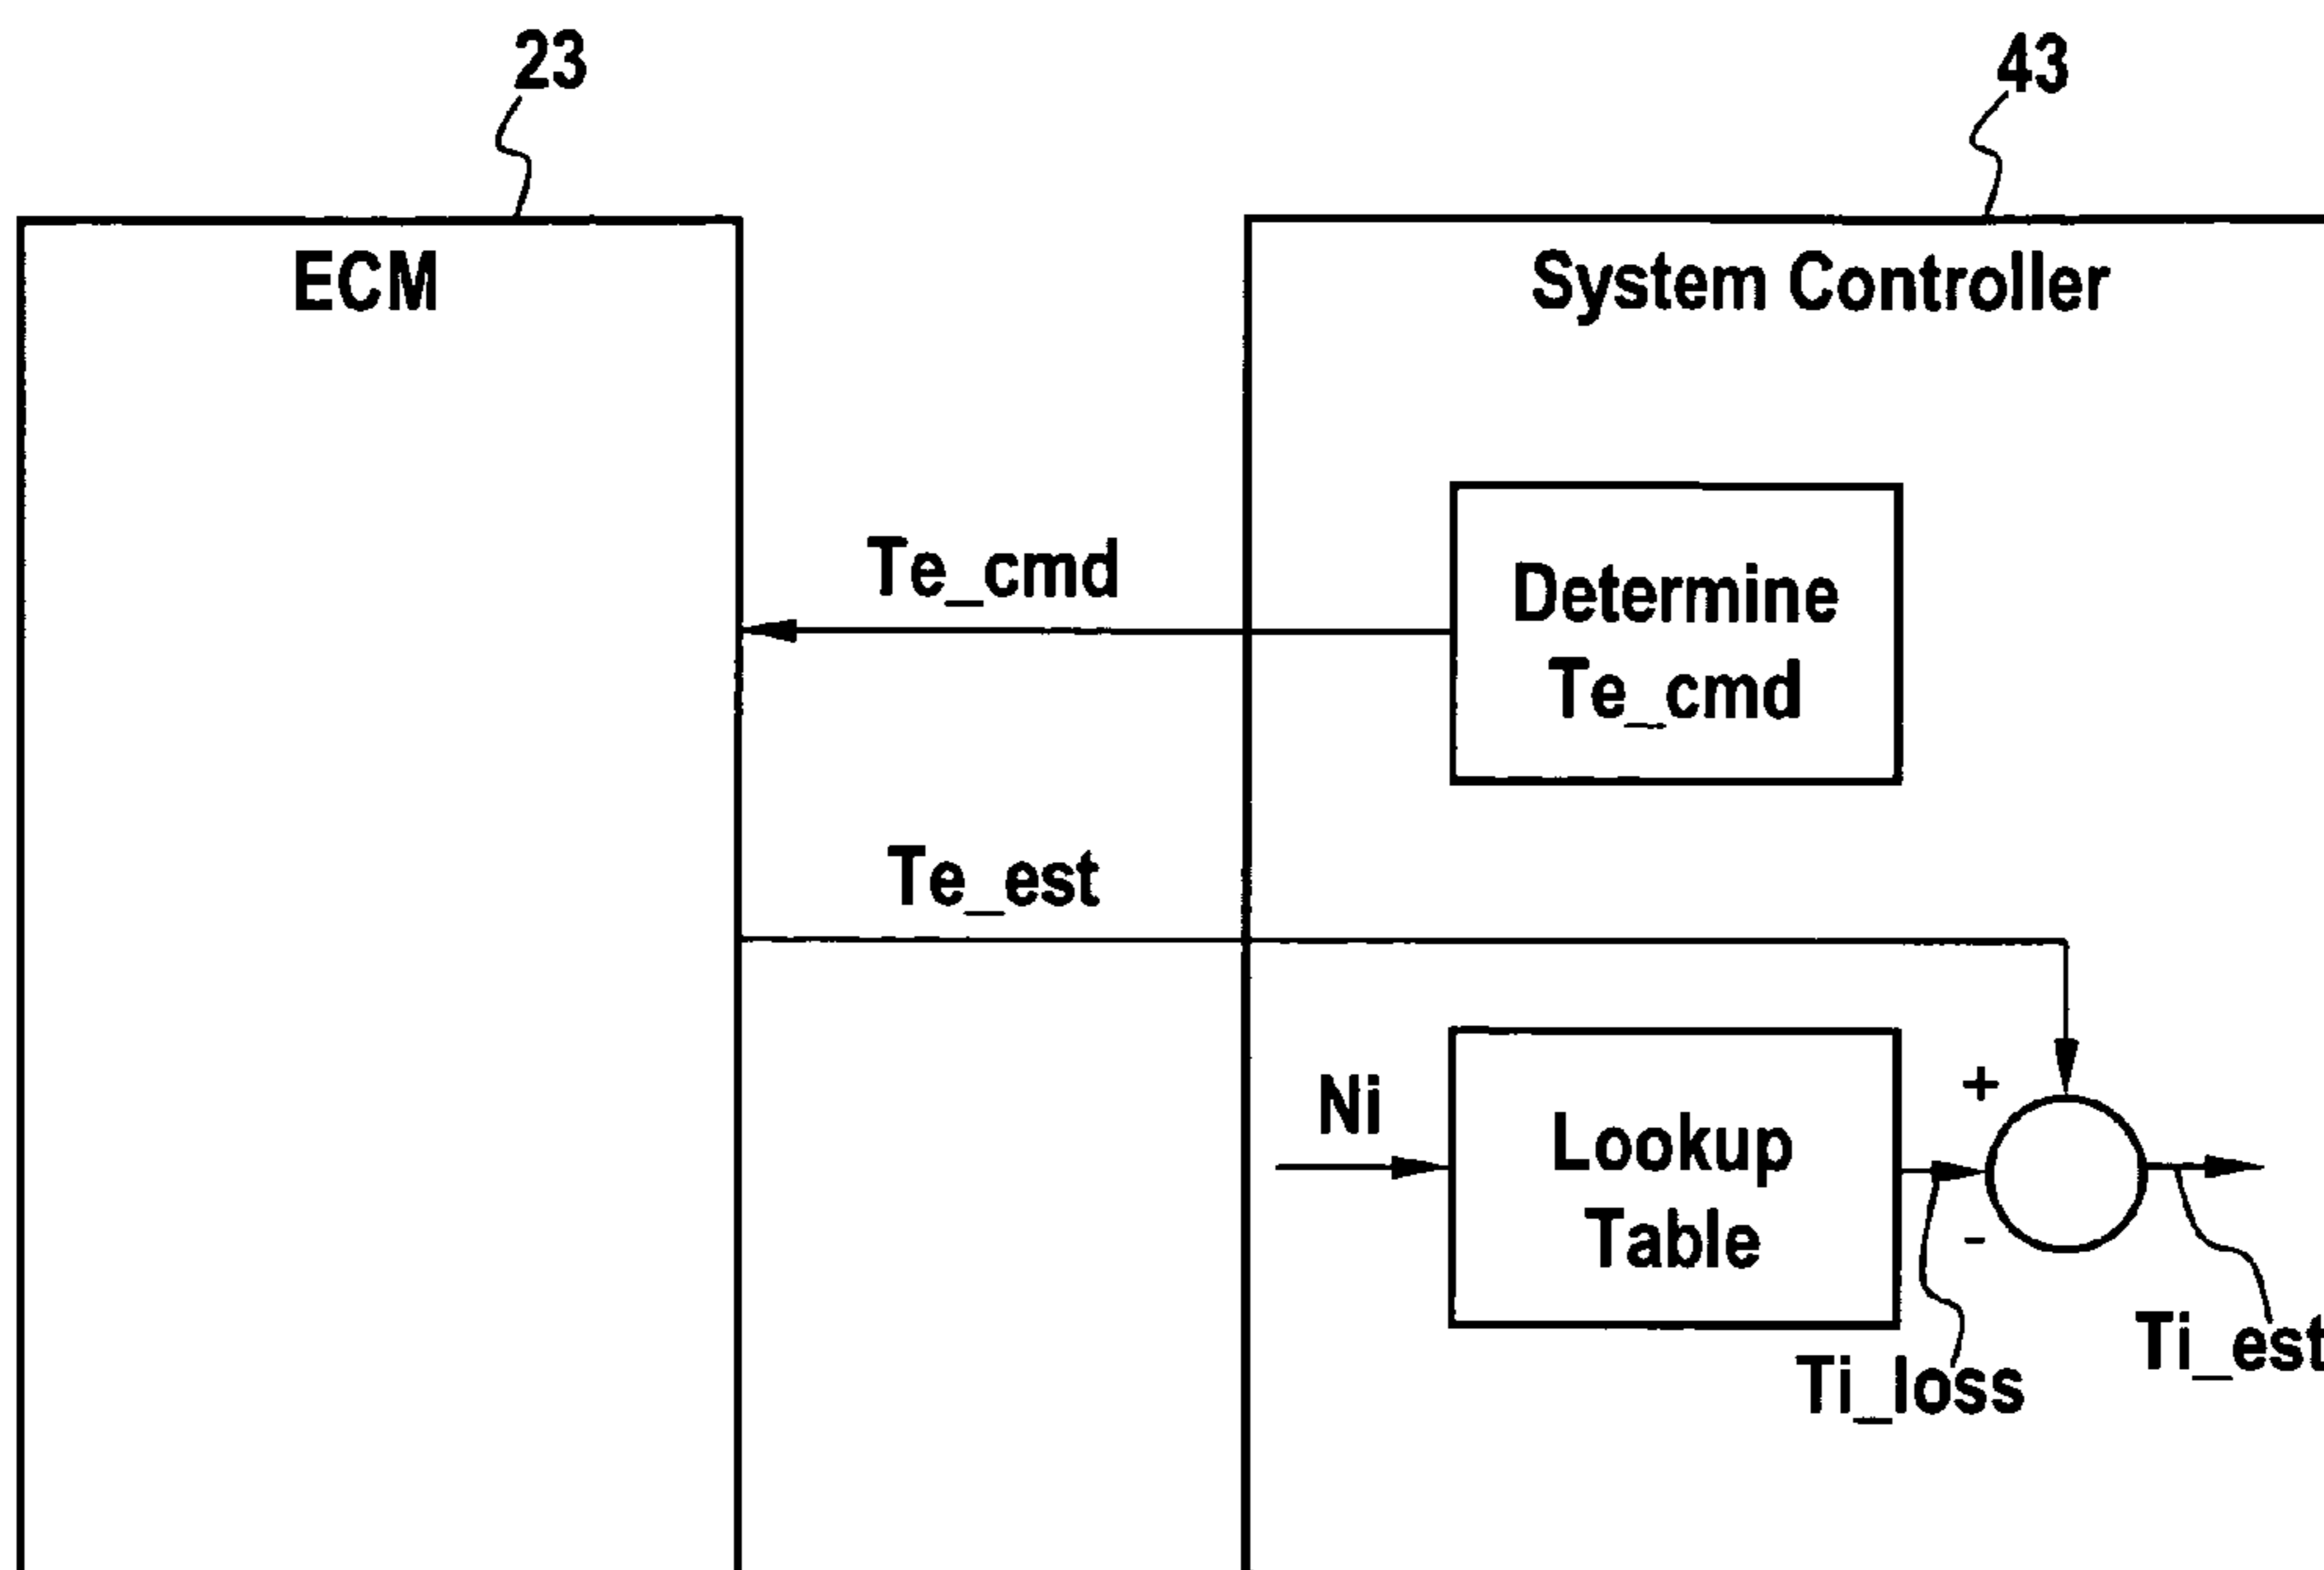 23
43
ECM
System Controller
Te_cmd
Determine
Te_cmd
Te_est
Ni
Lookup
Table
+
-
Ti_loss
Ti_est